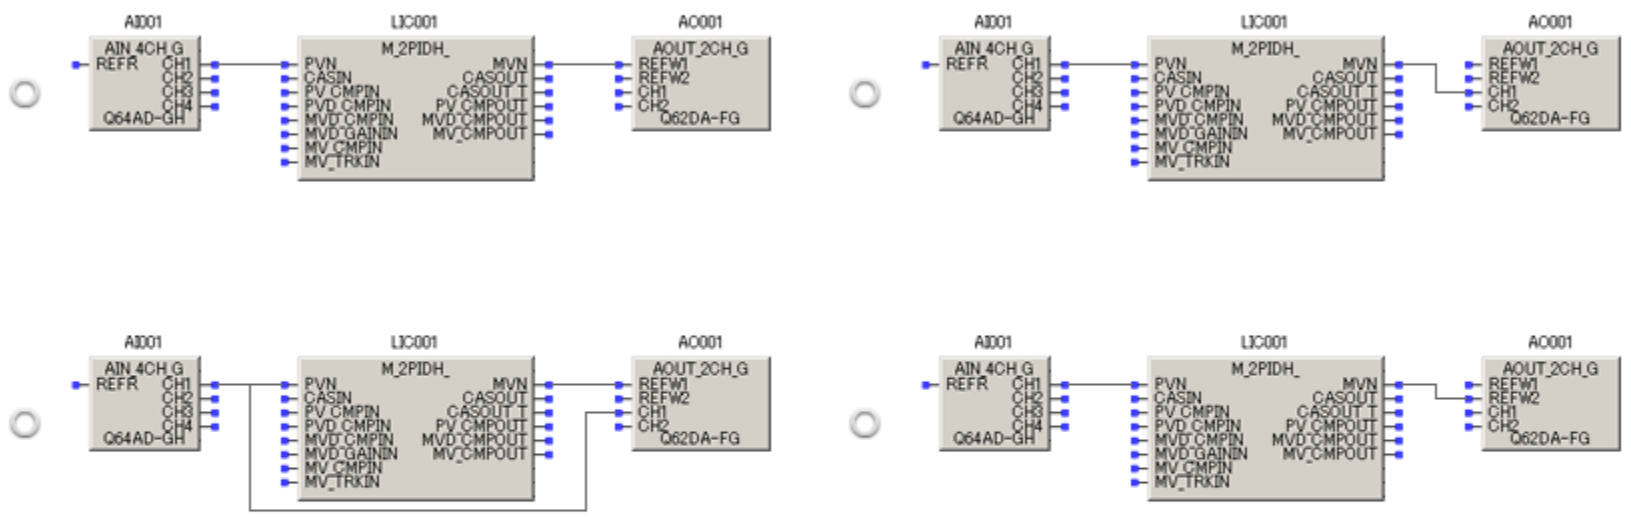 AI001 LIC001 AO001 AI001 LIC001 AO001
AIN_4CH_G M_2PIDH_ AOUT_2CH_G AIN_4CH_G M_2PIDH_ AOUT_2CH_G
REFR CH1 PVN MVN REFW1 REFR CH1 PVN MVN REFW1
CH2 CASIN CASOUT REFW2 CH2 CASIN CASOUT REFW2
CH3 PV_CMPIN CASOUT_T CH1 CH3 PV_CMPIN CASOUT_T CH1
CH4 PVD_CMPIN PV_CMPOUT CH2 CH4 PVD_CMPIN PV_CMPOUT CH2
Q64AD-GH MVD_CMPIN MVD_CMPOUT Q62DA-FG Q64AD-GH MVD_CMPIN MVD_CMPOUT Q62DA-FG
MVD_GAININ MV_CMPOUT MVD_GAININ MV_CMPOUT
MV_CMPIN MV_CMPIN
MV_TRKIN MV_TRKIN
AI001 LIC001 AO001 AI001 LIC001 AO001
AIN_4CH_G M_2PIDH_ AOUT_2CH_G AIN_4CH_G M_2PIDH_ AOUT_2CH_G
REFR CH1 PVN MVN REFW1 REFR CH1 PVN MVN REFW1
CH2 CASIN CASOUT REFW2 CH2 CASIN CASOUT REFW2
CH3 PV_CMPIN CASOUT_T CH1 CH3 PV_CMPIN CASOUT_T CH1
CH4 PVD_CMPIN PV_CMPOUT CH2 CH4 PVD_CMPIN PV_CMPOUT CH2
Q64AD-GH MVD_CMPIN MVD_CMPOUT Q62DA-FG Q64AD-GH MVD_CMPIN MVD_CMPOUT Q62DA-FG
MVD_GAININ MV_CMPOUT MVD_GAININ MV_CMPOUT
MV_CMPIN MV_CMPIN
MV_TRKIN MV_TRKIN